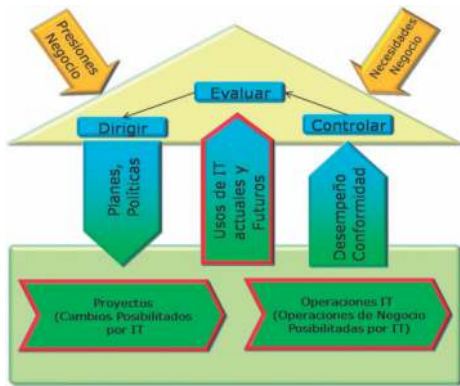 Presiones
Negocio
Necesidades
Negocio
Evaluar
Dirigir
Controlar
Planes,
Políticas
Usos de IT
actuales y
Futuros
Desempeño
Conformidad
Proyectos
(Cambios Posibilitados
por IT)
Operaciones IT
(Operaciones de Negocio
Posibilitadas por IT)